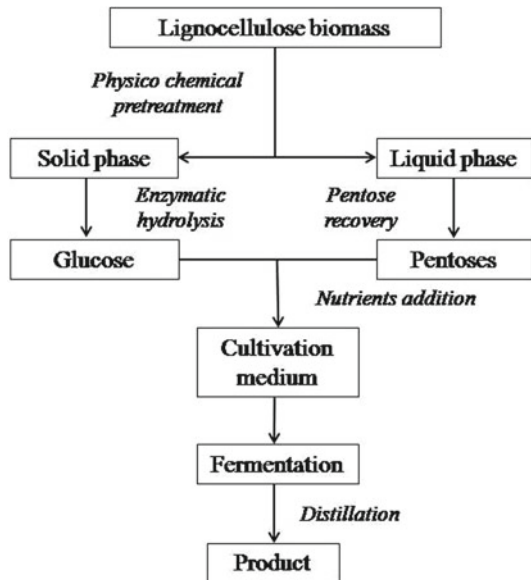 Lignocellulose biomass
Physico chemical
pretreatment
Solid phase
Liquid phase
Enzymatic
hydrolysis
Pentose
recovery
Glucose
Pentoses
Nutrients addition
Cultivation
medium
Fermentation
Distillation
Product